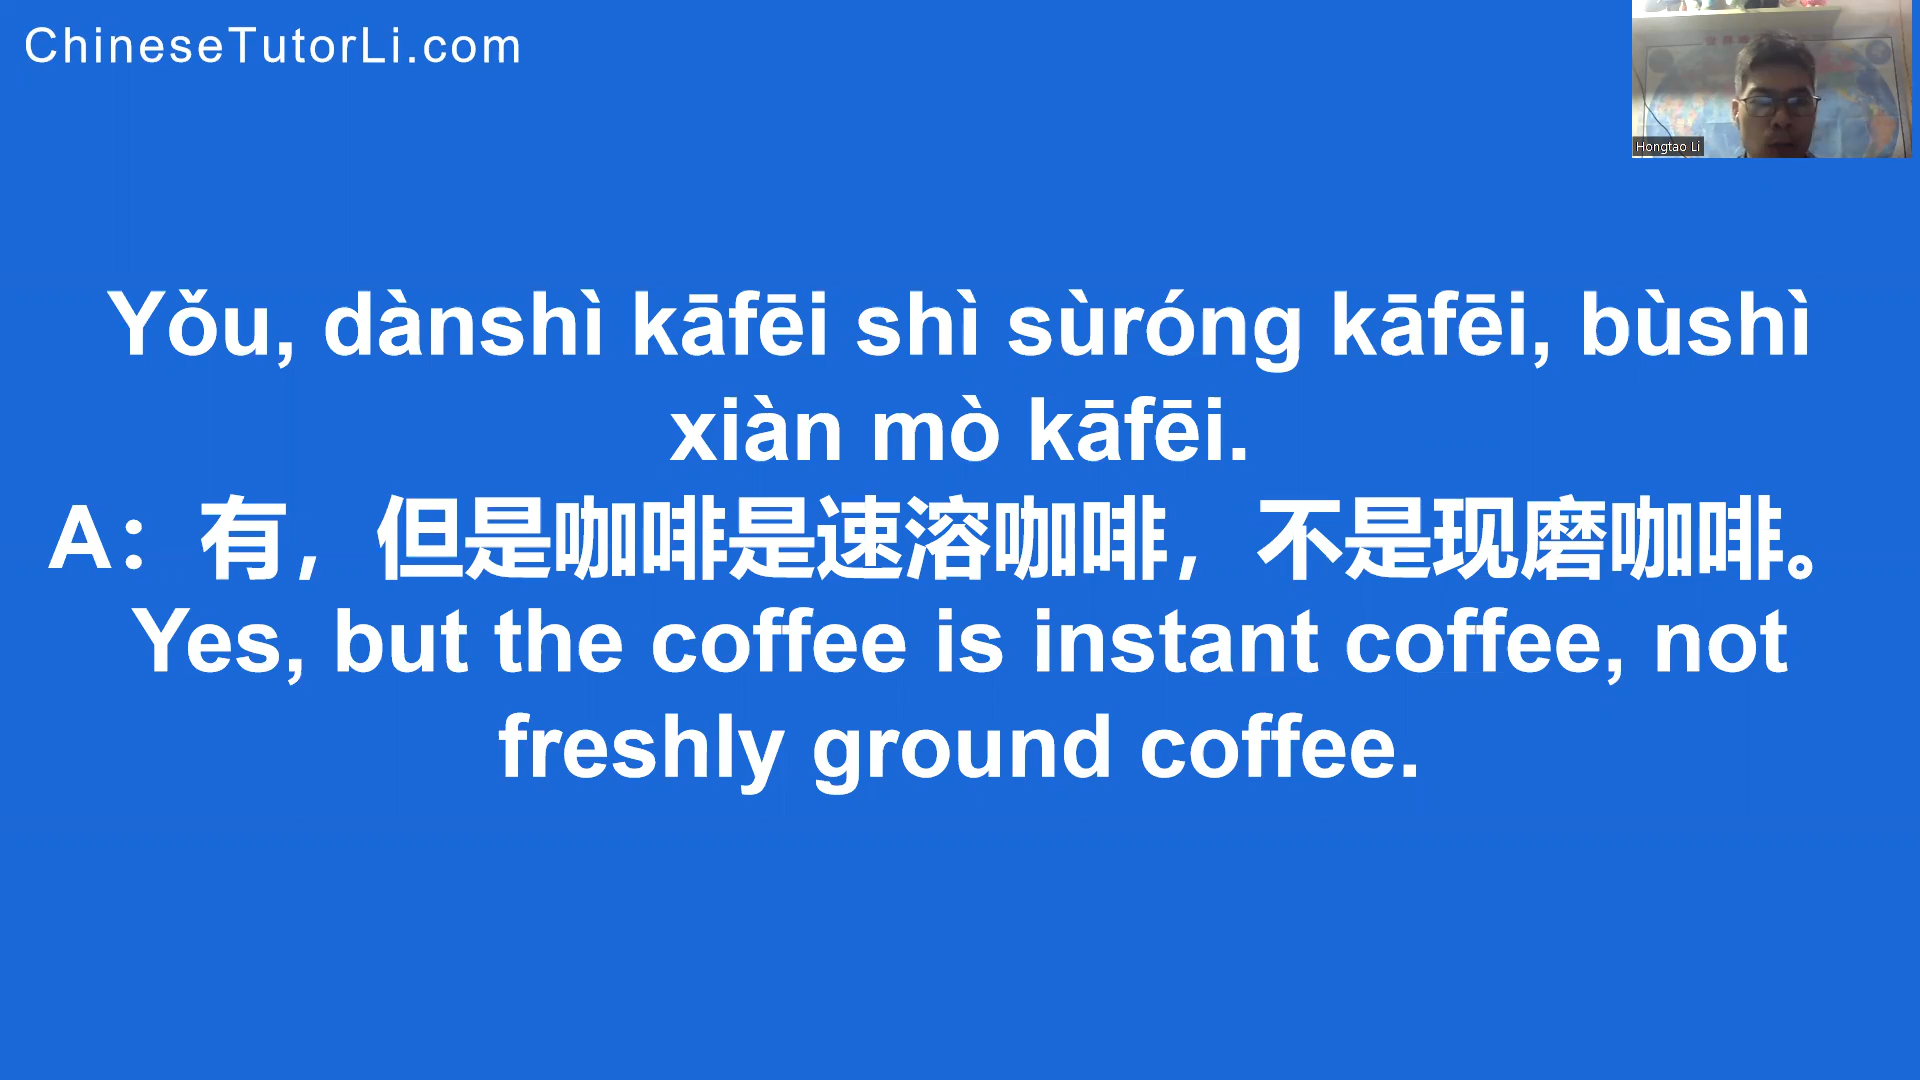 ChineseTutorLi.com
Hongtao Li
Yǒu, dànshì kāfēi shì sùróng kāfēi, bùshì
xiàn mò kāfēi.
A：有，但是咖啡是速溶咖啡，不是现磨咖啡。
Yes, but the coffee is instant coffee, not
freshly ground coffee.